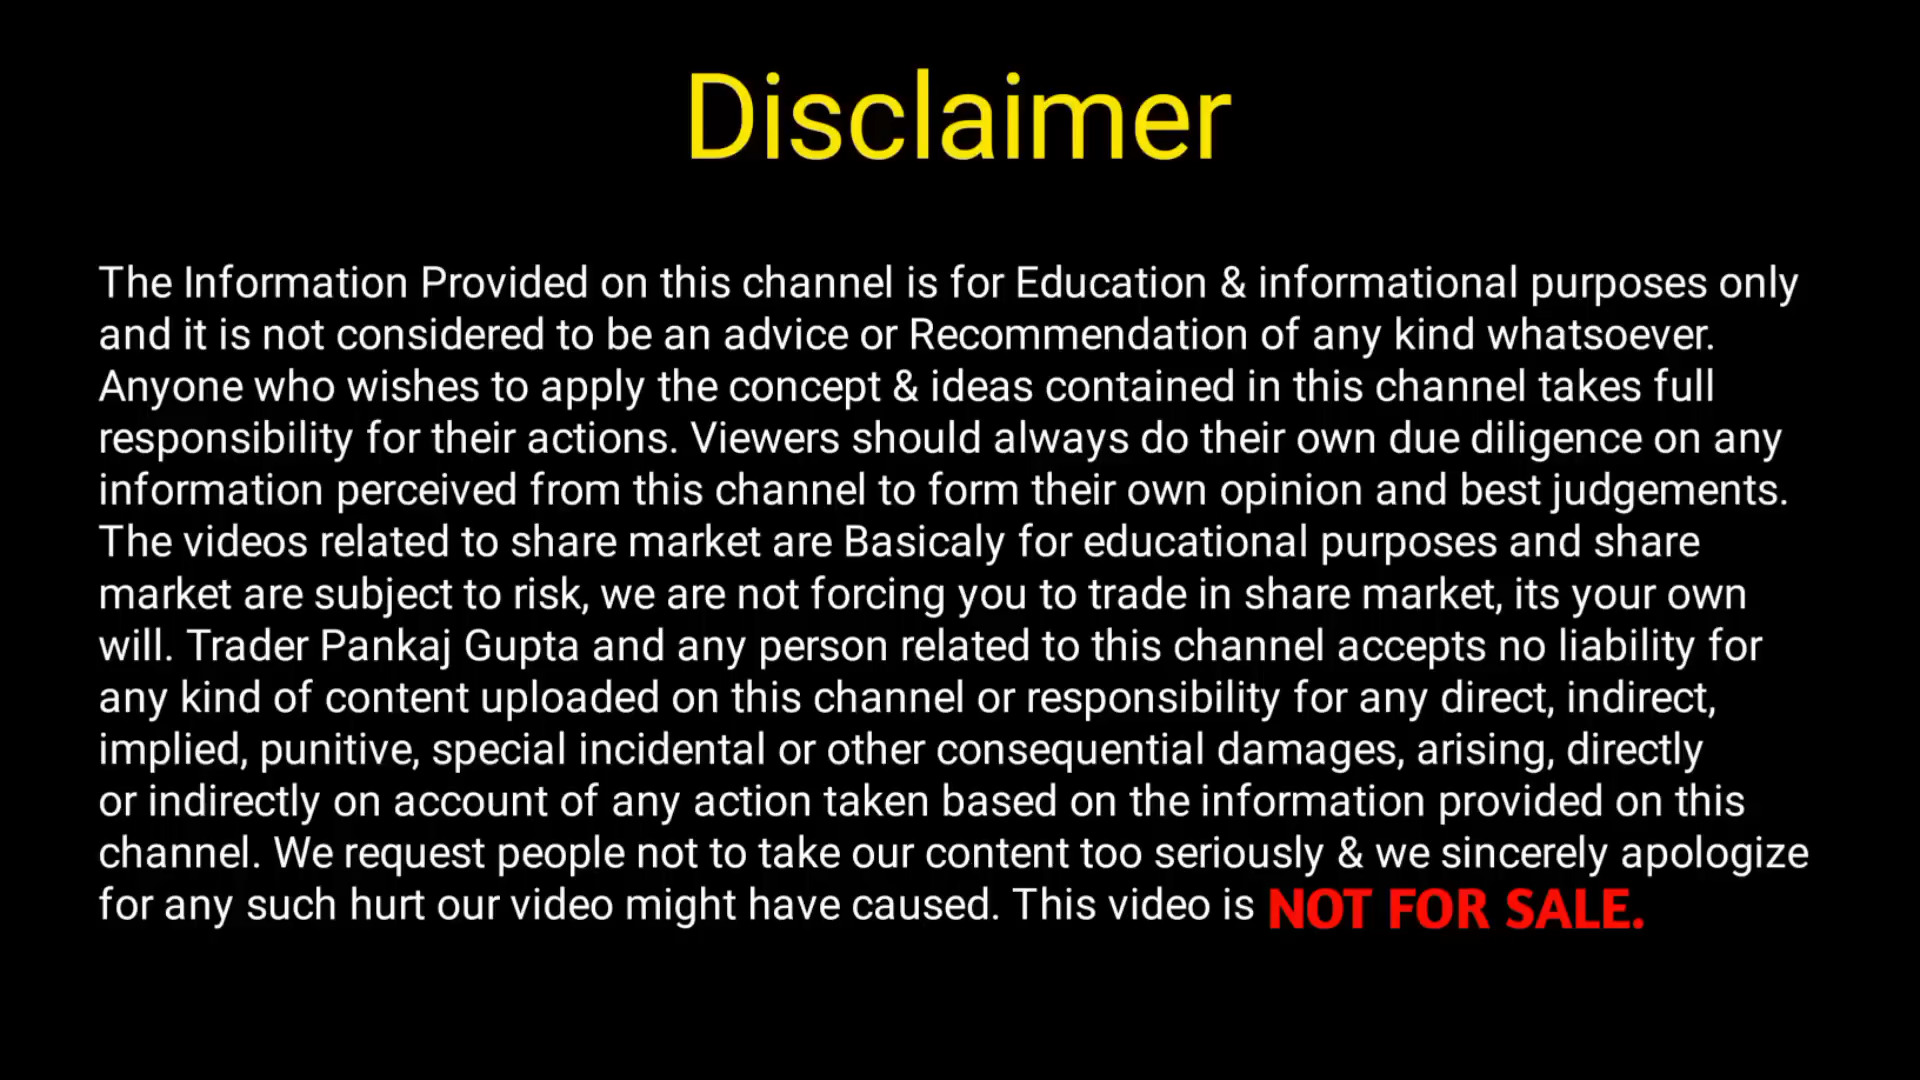 Disclaimer
The Information Provided on this channel is for Education & informational purposes only
and it is not considered to be an advice or Recommendation of any kind whatsoever.
Anyone who wishes to apply the concept & ideas contained in this channel takes full
responsibility for their actions. Viewers should always do their own due diligence on any
information perceived from this channel to form their own opinion and best judgements.
The videos related to share market are Basicaly for educational purposes and share
market are subject to risk, we are not forcing you to trade in share market, its your own
will. Trader Pankaj Gupta and any person related to this channel accepts no liability for
any kind of content uploaded on this channel or responsibility for any direct, indirect,
implied, punitive, special incidental or other consequential damages, arising, directly
or indirectly on account of any action taken based on the information provided on this
channel. We request people not to take our content too seriously & we sincerely apologize
for any such hurt our video might have caused. This video is NOT FOR SALE.